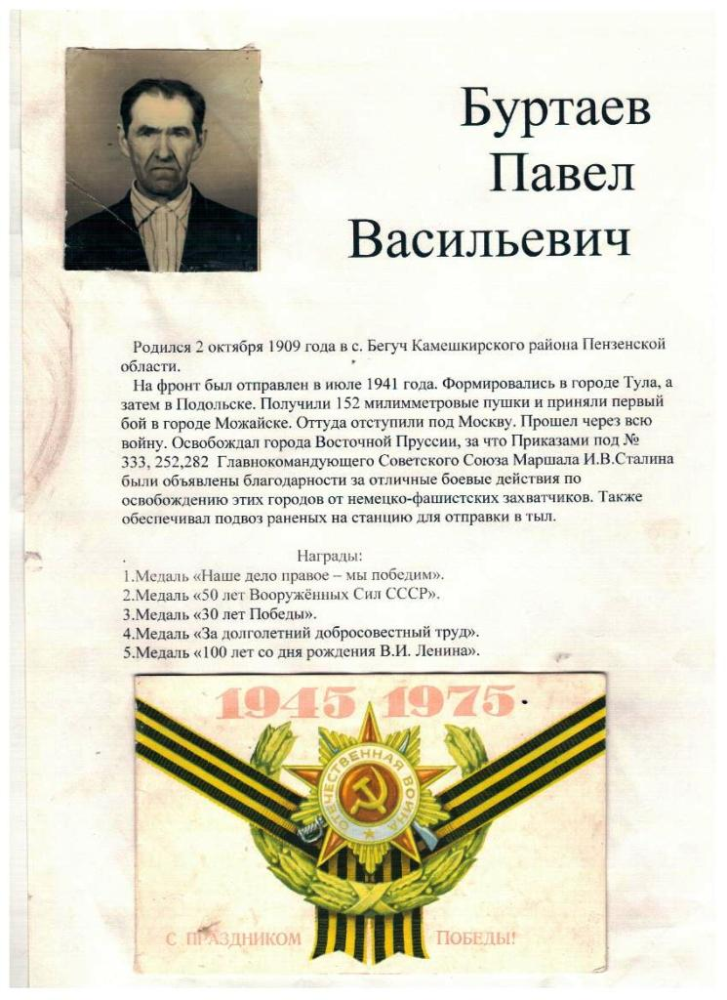 Буртаев
Павел
Васильевич
Родился 2 октября 1909 года в с. Бегуч Камешкирского района Пензенской
области.
На фронт был отправлен в июле 1941 года. Формировались в городе Тула, а
затем в Подольске. Получили 152 милимметровые пушки и приняли первый
бой в городе Можайске. Оттуда отступили под Москву. Прошел через всю
войну. Освобождал города Восточной Пруссии, за что Приказами под №
333, 252,282 Главнокомандующего Советского Союза Маршала И.В.Сталина
были объявлены благодарности за отличные боевые действия по
освобождению этих городов от немецко-фашистских захватчиков. Также
обеспечивал подвоз раненых на станцию для отправки в тыл.
. Награды:
1.Медаль «Наше дело правое – мы победим».
2.Медаль «50 лет Вооружённых Сил СССР».
3.Медаль «30 лет Победы».
4.Медаль «За долголетний добросовестный труд».
5.Медаль «100 лет со дня рождения В.И. Ленина».
1945 1975
ОТЕЧЕСТВЕННАЯ ВОЙНА
С ПРАЗДНИКОМ ПОБЕДЫ!